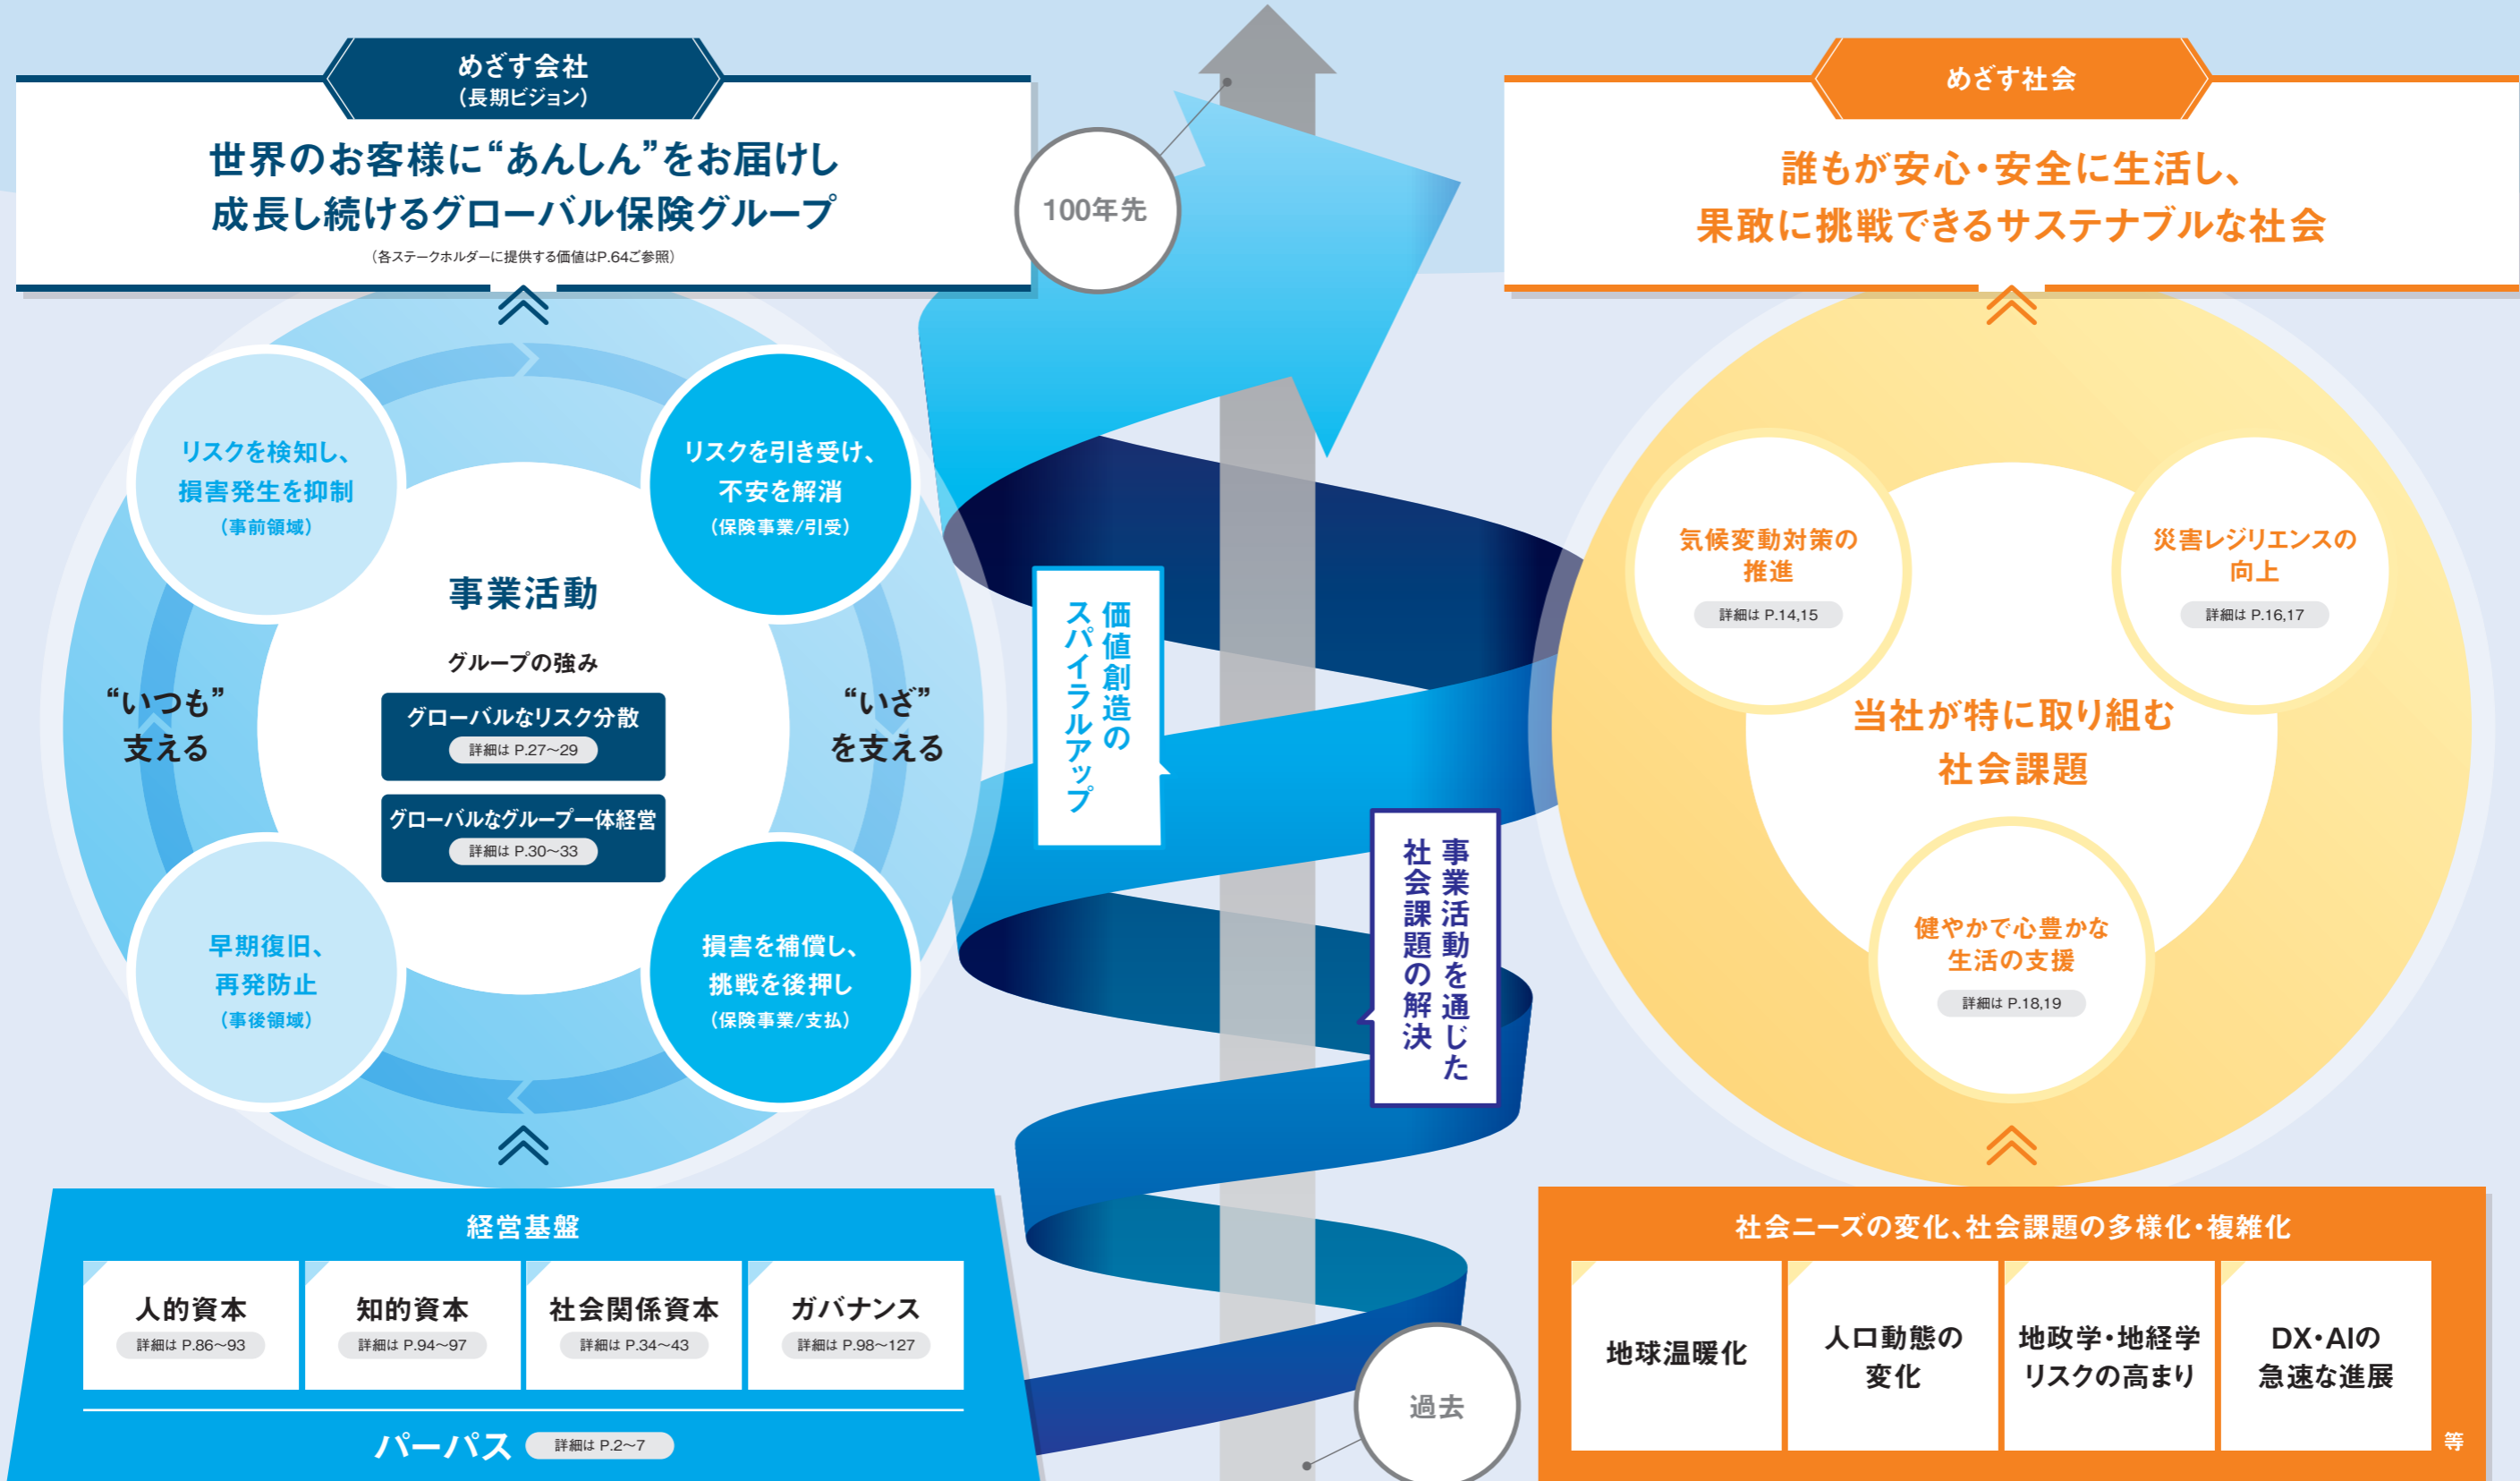 めざす会社
（長期ビジョン）
世界のお客様に“あんしん”をお届けし
成長し続けるグローバル保険グループ
（各ステークホルダーに提供する価値はP.64ご参照）
リスクを検知し、
損害発生を抑制
（事前領域）
リスクを引き受け、
不安を解消
（保険事業/引受）
事業活動
グループの強み
グローバルなリスク分散
詳細は P.27～29
グローバルなグループ一体経営
詳細は P.30～33
“いつも”
支える
“いざ”
を支える
早期復旧、
再発防止
（事後領域）
損害を補償し、
挑戦を後押し
（保険事業/支払）
経営基盤
人的資本
詳細は P.86～93
知的資本
詳細は P.94～97
社会関係資本
詳細は P.34～43
ガバナンス
詳細は P.98～127
パーパス
詳細は P.2～7
100年先
価値創造の
スパイラルアップ
事業活動を通じた
社会課題の解決
過去
めざす社会
誰もが安心・安全に生活し、
果敢に挑戦できるサステナブルな社会
気候変動対策の
推進
詳細は P.14,15
災害レジリエンスの
向上
詳細は P.16,17
当社が特に取り組む
社会課題
健やかで心豊かな
生活の支援
詳細は P.18,19
社会ニーズの変化、社会課題の多様化・複雑化
地球温暖化
人口動態の
変化
地政学・地経学
リスクの高まり
DX・AIの
急速な進展
等